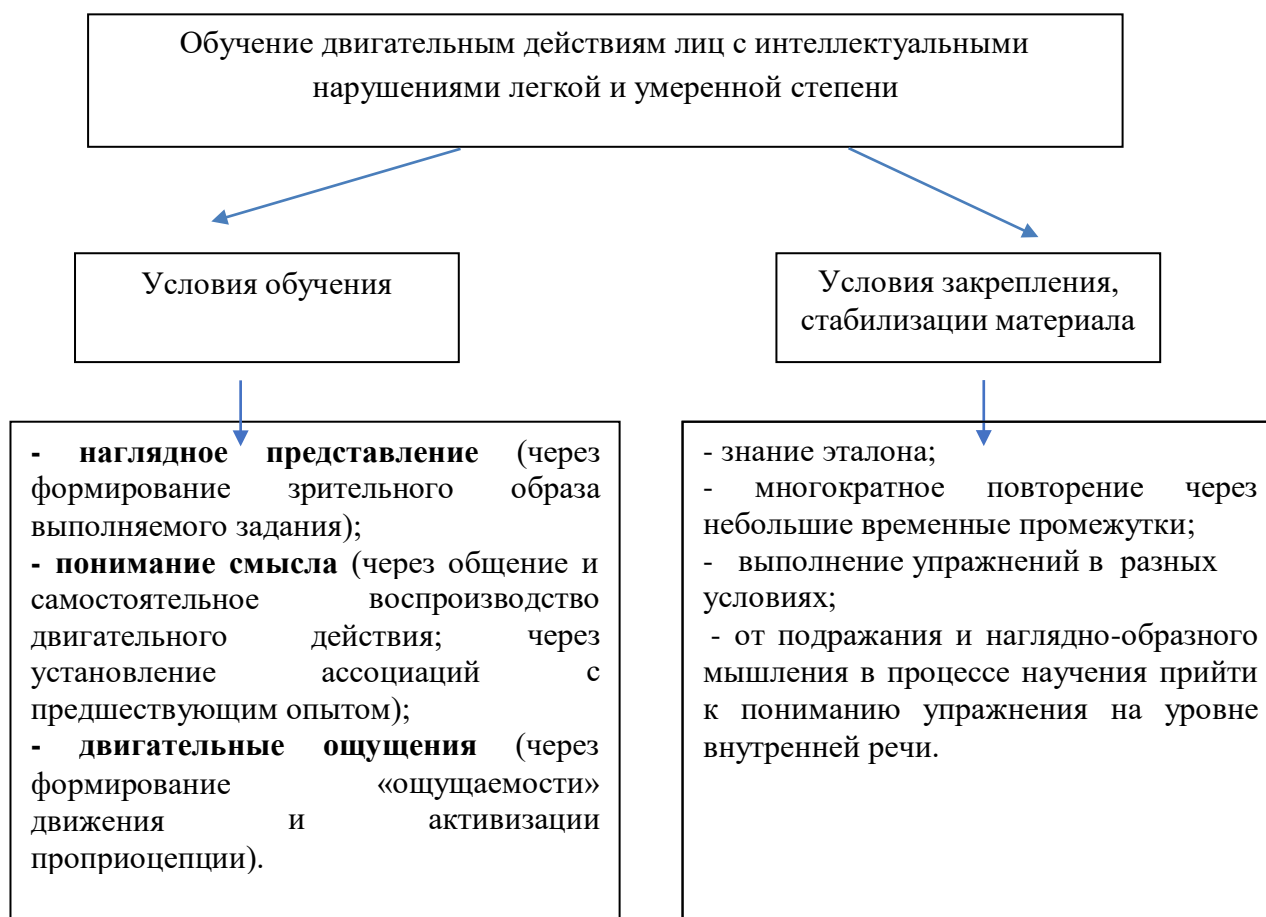 Обучение двигательным действиям лиц с интеллектуальными
нарушениями легкой и умеренной степени
Условия обучения
Условия закрепления,
стабилизации материала
- наглядное представление (через
формирование зрительного образа
выполняемого задания);
- понимание смысла (через общение и
самостоятельное воспроизводство
двигательного действия; через
установление ассоциаций с
предшествующим опытом);
- двигательные ощущения (через
формирование «ощущаемости»
движения и активизации
проприоцепции).
- знание эталона;
- многократное повторение через
небольшие временные промежутки;
- выполнение упражнений в разных
условиях;
- от подражания и наглядно-образного
мышления в процессе научения прийти
к пониманию упражнения на уровне
внутренней речи.